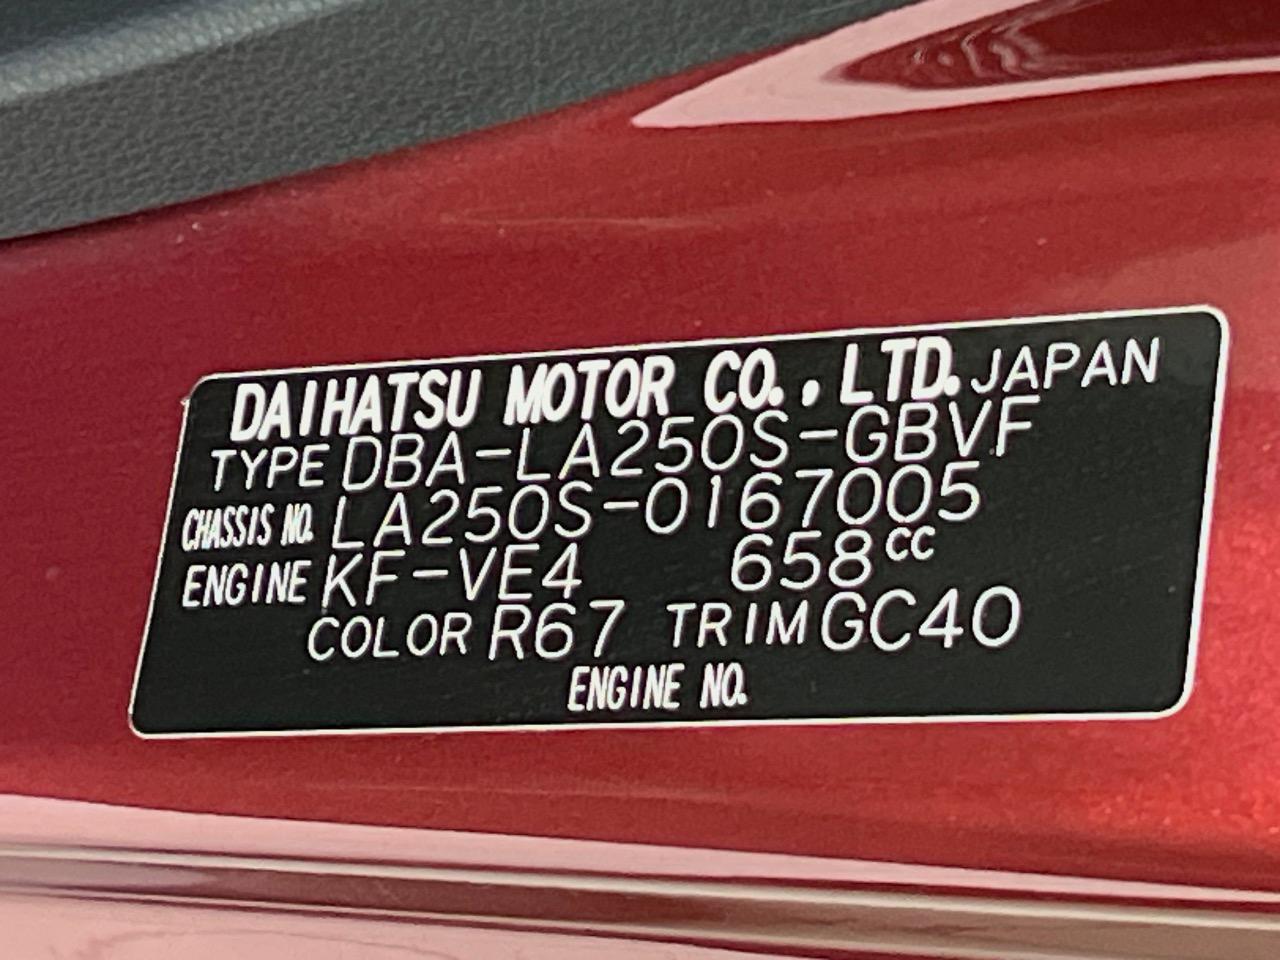 DAIHATSU MOTOR CO., LTD. JAPAN
TYPE DBA-LA250S-GBVF
CHASSIS NO. LA250S-0167005
ENGINE KF-VE4 658cc
COLOR R67 TRIM GC40
ENGINE NO.